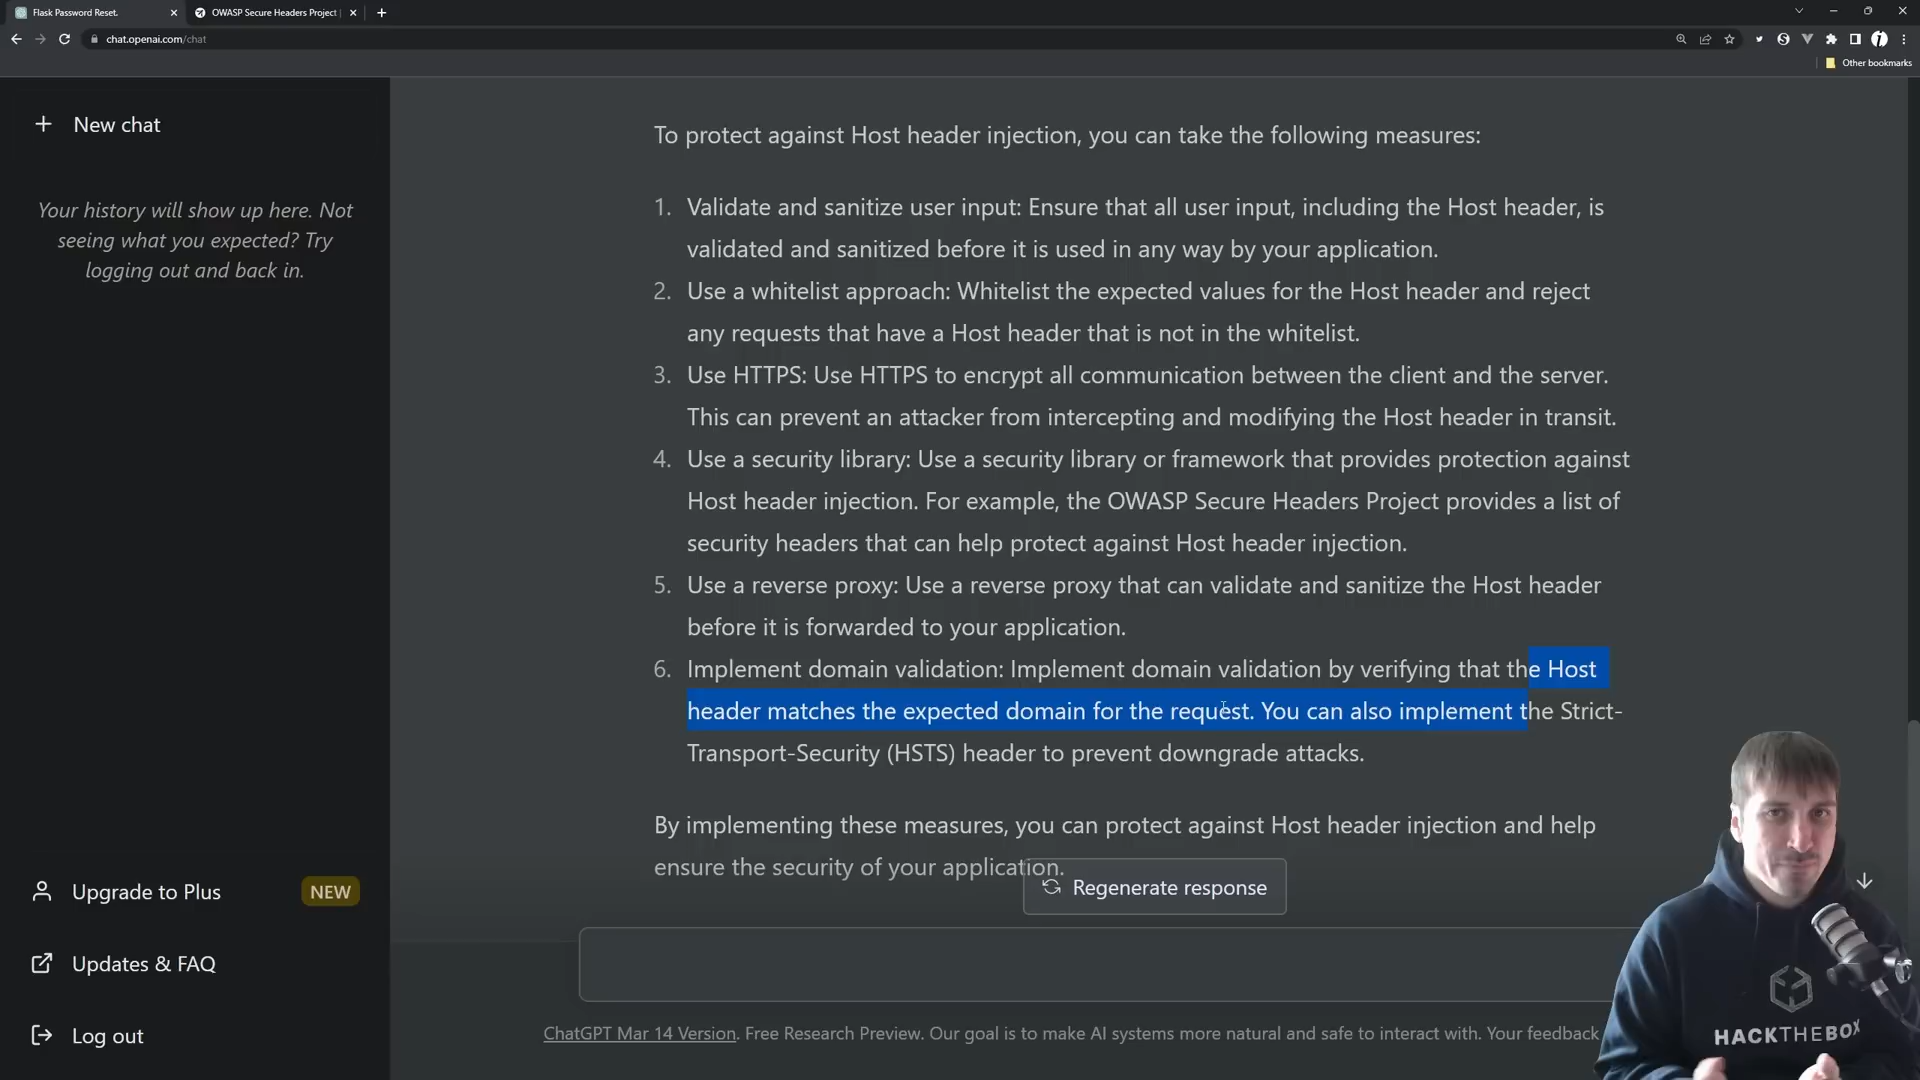 Flask Password Reset.
OWASP Secure Headers Project |
chat.openai.com/chat
Other bookmarks
New chat
Your history will show up here. Not
seeing what you expected? Try
logging out and back in.
Upgrade to Plus
NEW
Updates & FAQ
Log out
To protect against Host header injection, you can take the following measures:
1. Validate and sanitize user input: Ensure that all user input, including the Host header, is
validated and sanitized before it is used in any way by your application.
2. Use a whitelist approach: Whitelist the expected values for the Host header and reject
any requests that have a Host header that is not in the whitelist.
3. Use HTTPS: Use HTTPS to encrypt all communication between the client and the server.
This can prevent an attacker from intercepting and modifying the Host header in transit.
4. Use a security library: Use a security library or framework that provides protection against
Host header injection. For example, the OWASP Secure Headers Project provides a list of
security headers that can help protect against Host header injection.
5. Use a reverse proxy: Use a reverse proxy that can validate and sanitize the Host header
before it is forwarded to your application.
6. Implement domain validation: Implement domain validation by verifying that the Host
header matches the expected domain for the request. You can also implement the Strict-
Transport-Security (HSTS) header to prevent downgrade attacks.
By implementing these measures, you can protect against Host header injection and help
ensure the security of your application.
Regenerate response
ChatGPT Mar 14 Version. Free Research Preview. Our goal is to make AI systems more natural and safe to interact with. Your feedback
HACKTHEBOX